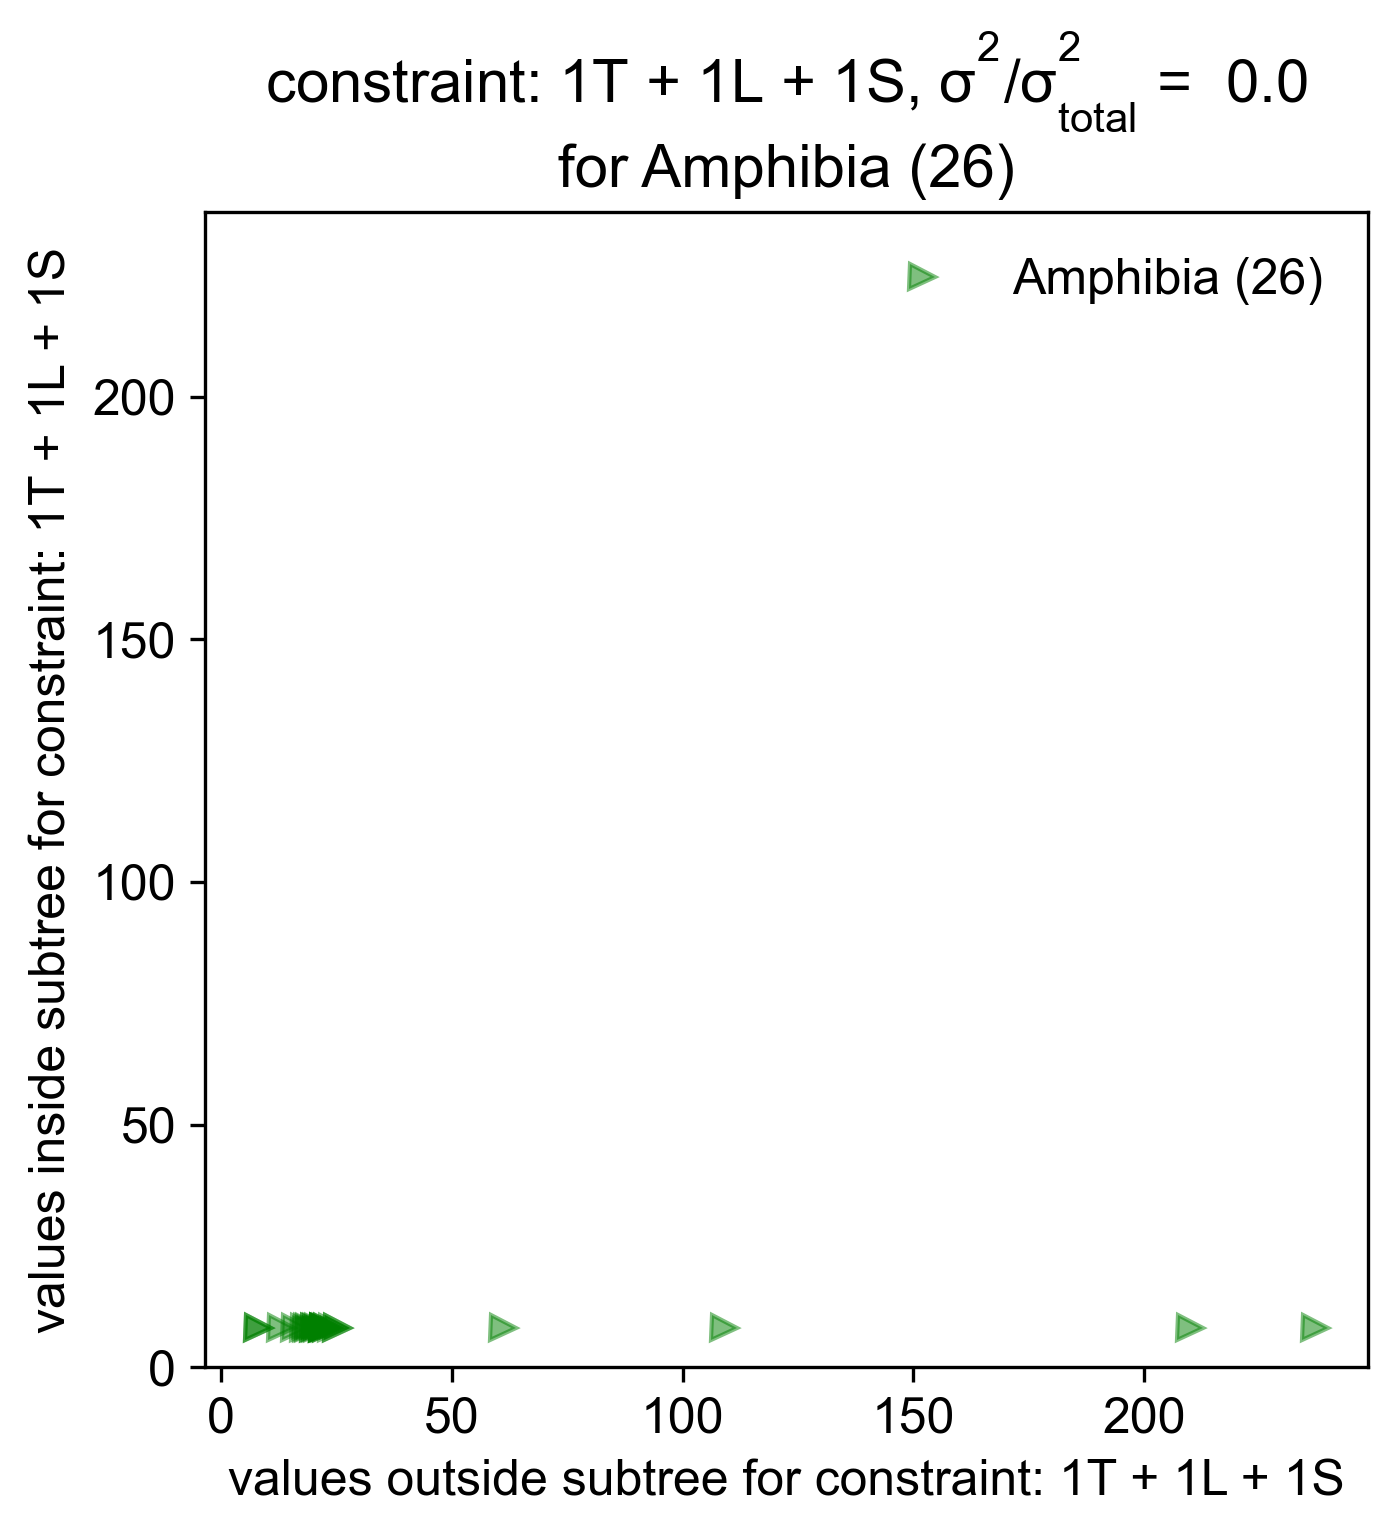 constraint: 1T + 1L + 1S, σ²/σ²total = 0.0
for Amphibia (26)
Amphibia (26)
values inside subtree for constraint: 1T + 1L + 1S
200
150
100
50
0
0 50 100 150 200
values outside subtree for constraint: 1T + 1L + 1S